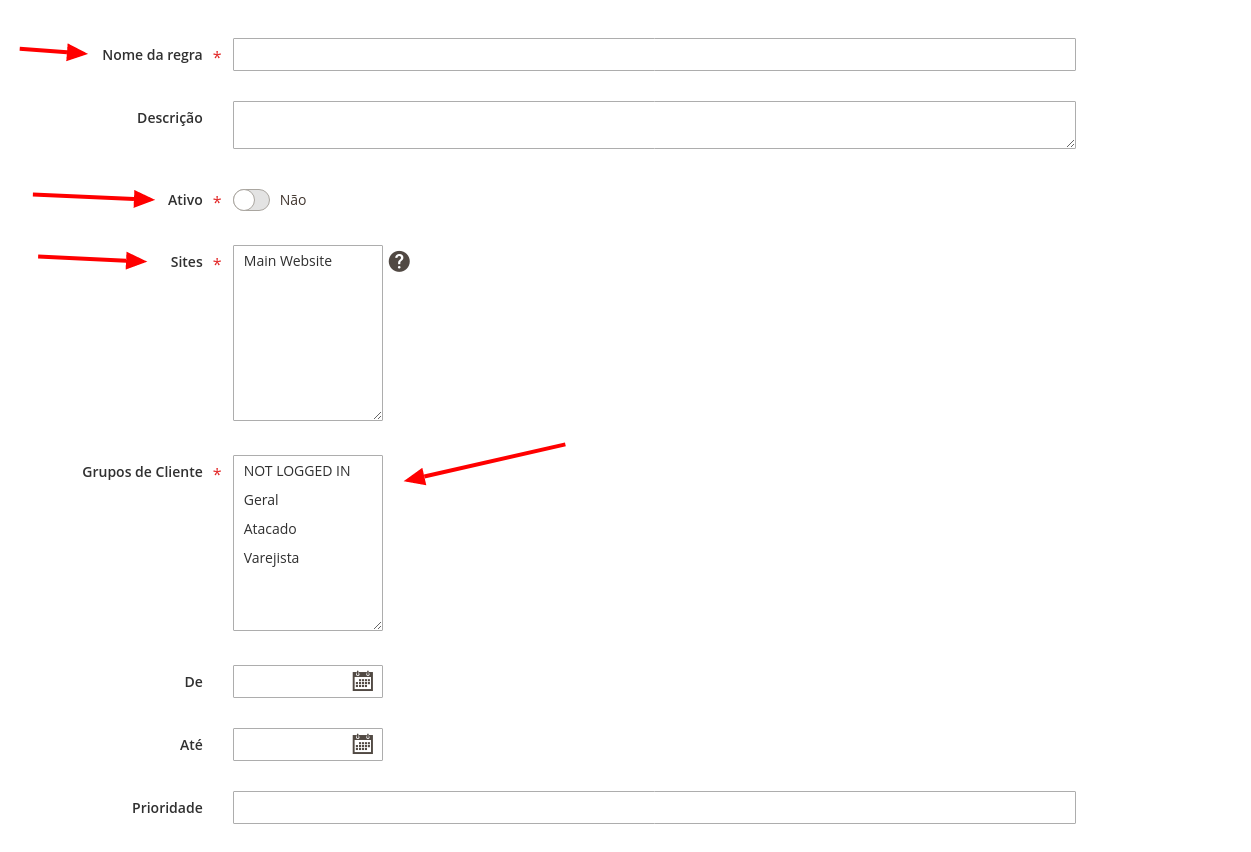 Nome da regra *
Descrição
Ativo * Não
Sites * Main Website ?
Grupos de Cliente * NOT LOGGED IN
Geral
Atacado
Varejista
De
Até
Prioridade